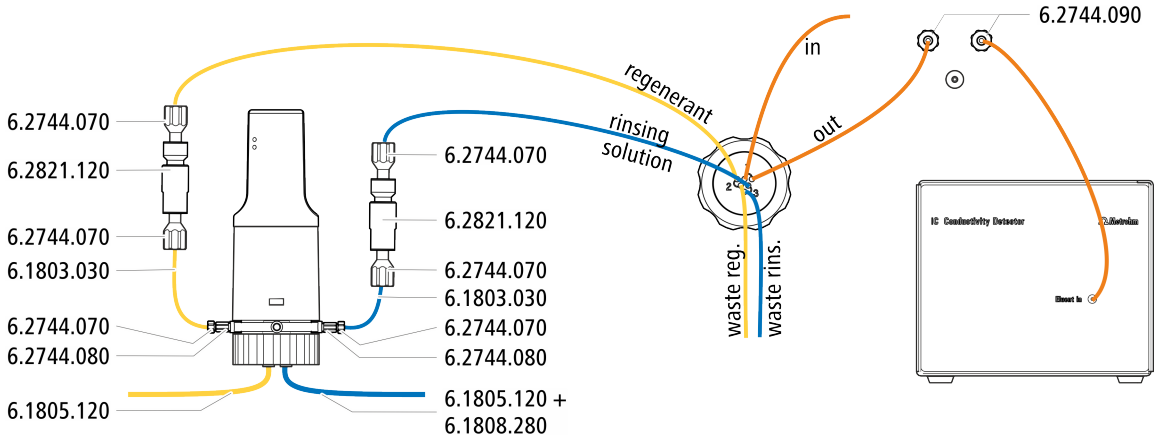 6.2744.090
in
regenerant
6.2744.070
6.2821.120
6.2744.070
6.1803.030
6.2744.070
6.2744.080
6.1805.120
rinsing
solution
out
6.2744.070
6.2821.120
6.2744.070
6.1803.030
6.2744.070
6.2744.080
6.1805.120 +
6.1808.280
1
2
3
waste reg.
waste rins.
IC Conductivity Detector
Metrohm
Eluent in